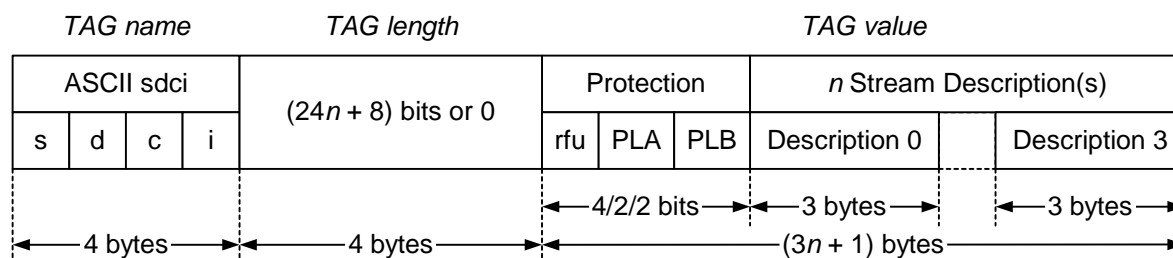 TAG name TAG length TAG value
ASCII sdci (24n + 8) bits or 0 Protection n Stream Description(s)
s d c i rfu PLA PLB Description 0 Description 3
4/2/2 bits 3 bytes 3 bytes
4 bytes 4 bytes (3n + 1) bytes